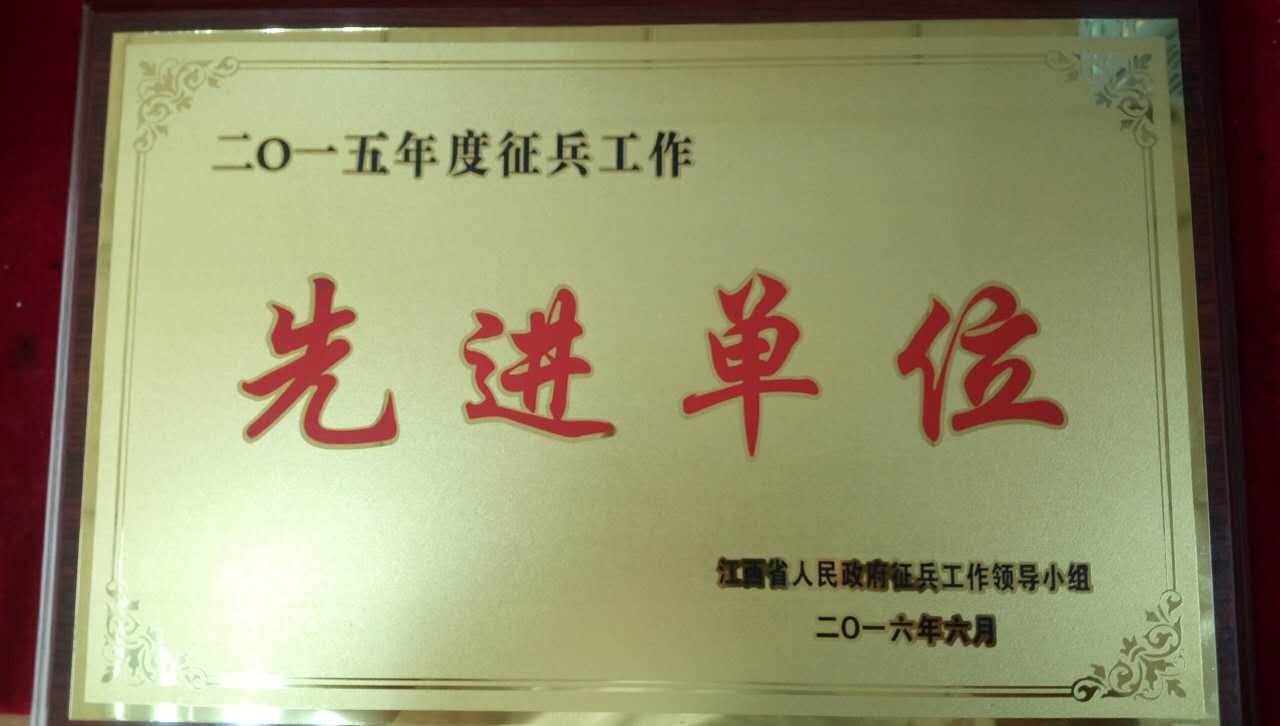 二O一五年度征兵工作
先进单位
江西省人民政府征兵工作领导小组
二O一六年六月